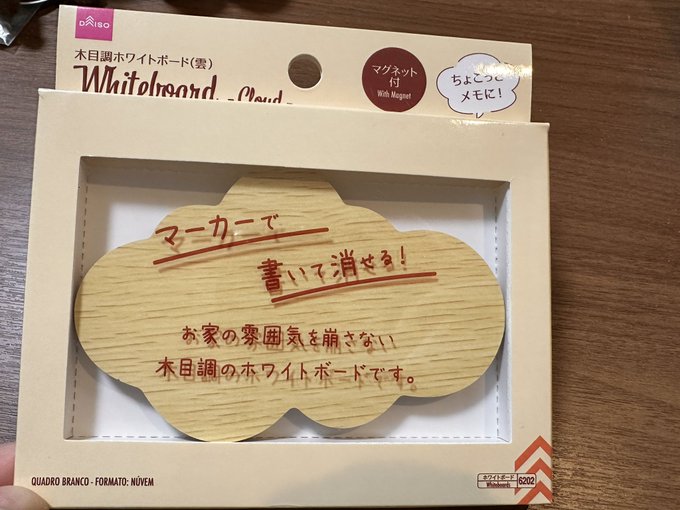 DAISO
木目調ホワイトボード(雲)
Whiteboard - Cloud -
マグネット
付
With Magnet
ちょこっと
メモに!
マーカーで
書いて消せる!
お家の雰囲気を崩さない
木目調のホワイトボードです。
QUADRO BRANCO - FORMATO: NÚVEM
ホワイトボード
Whiteboards
6202